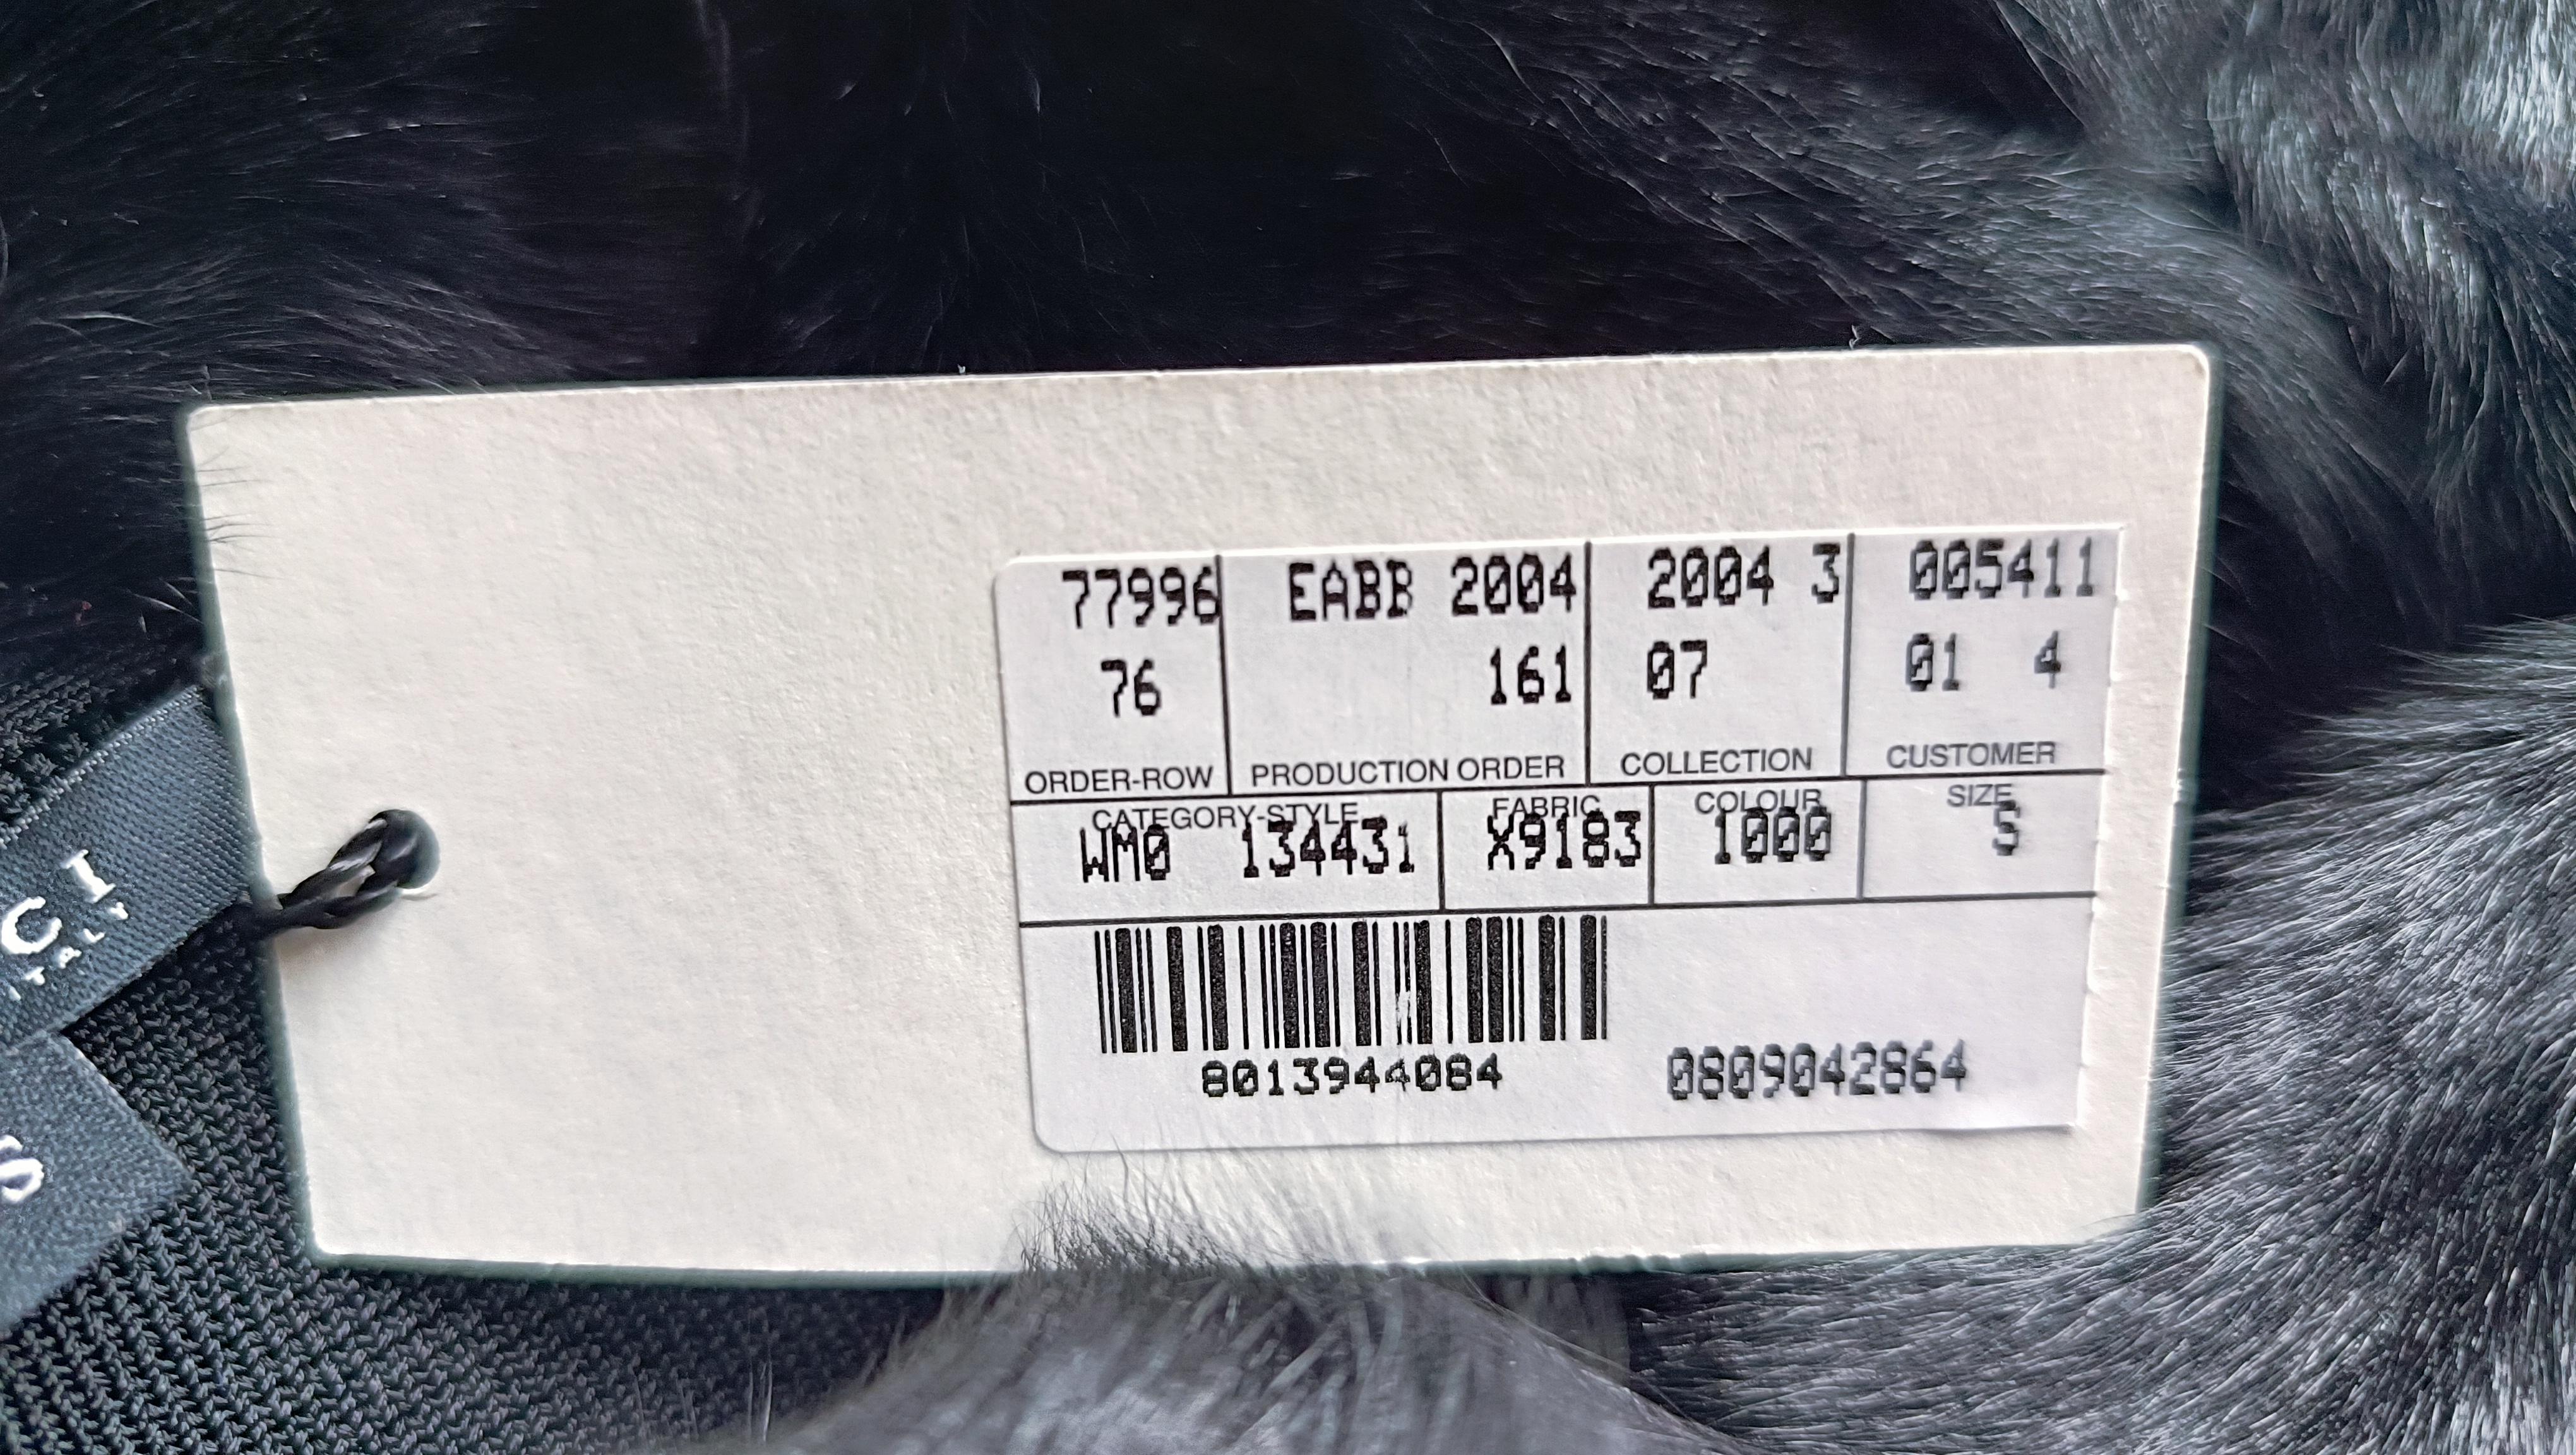 77996 EABB 2004 2004 3 005411
76 161 07 01 4
ORDER-ROW PRODUCTION ORDER COLLECTION CUSTOMER
CATEGORY-STYLE FABRIC COLOUR SIZE
WM0 134431 X9183 1000 S
8013944084 0809042864
C I
ITALY
S